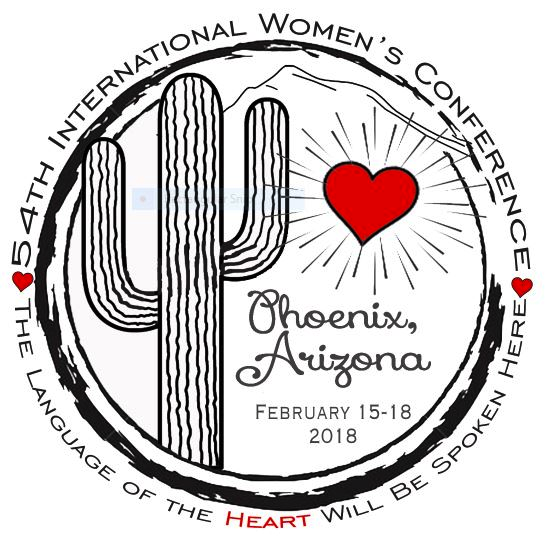 54th International Women's Conference
Phoenix,
Arizona
February 15-18
2018
The Language of the Heart Will Be Spoken Here